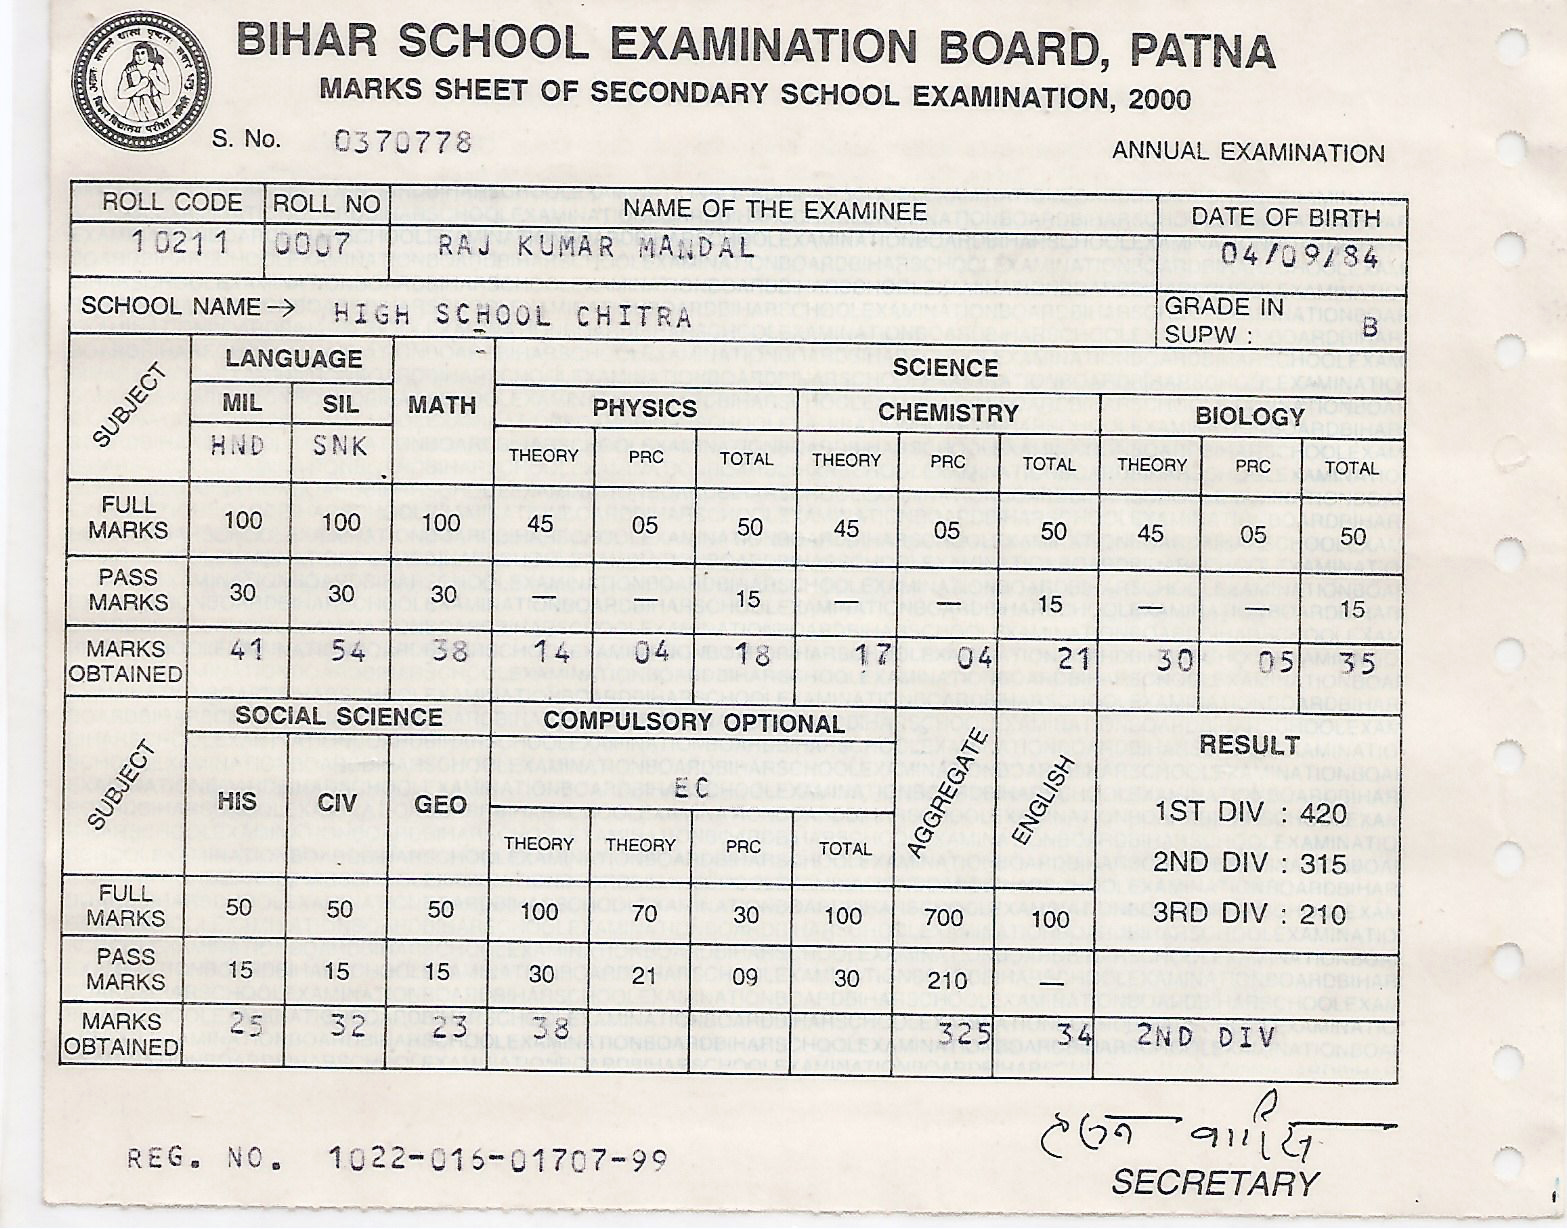 BIHAR SCHOOL EXAMINATION BOARD, PATNA
MARKS SHEET OF SECONDARY SCHOOL EXAMINATION, 2000
S. No. 0370778
ANNUAL EXAMINATION
ROLL CODE ROLL NO NAME OF THE EXAMINEE DATE OF BIRTH
10211 0007 RAJ KUMAR MANDAL 04/09/84
SCHOOL NAME → HIGH SCHOOL CHITRA GRADE IN SUPW : B
SUBJECT LANGUAGE MATH SCIENCE
MIL SIL PHYSICS CHEMISTRY BIOLOGY
HND SNK THEORY PRC TOTAL THEORY PRC TOTAL THEORY PRC TOTAL
FULL MARKS 100 100 100 45 05 50 45 05 50 45 05 50
PASS MARKS 30 30 30 — — 15 — — 15 — — 15
MARKS OBTAINED 41 54 38 14 04 18 17 04 21 30 05 35
SUBJECT SOCIAL SCIENCE COMPULSORY OPTIONAL AGGREGATE ENGLISH RESULT
HIS CIV GEO EC
THEORY THEORY PRC TOTAL
1ST DIV : 420
2ND DIV : 315
FULL MARKS 50 50 50 100 70 30 100 700 100 3RD DIV : 210
PASS MARKS 15 15 15 30 21 09 30 210 —
MARKS OBTAINED 25 32 23 38 325 34 2ND DIV
REG. NO. 1022-016-01707-99
SECRETARY